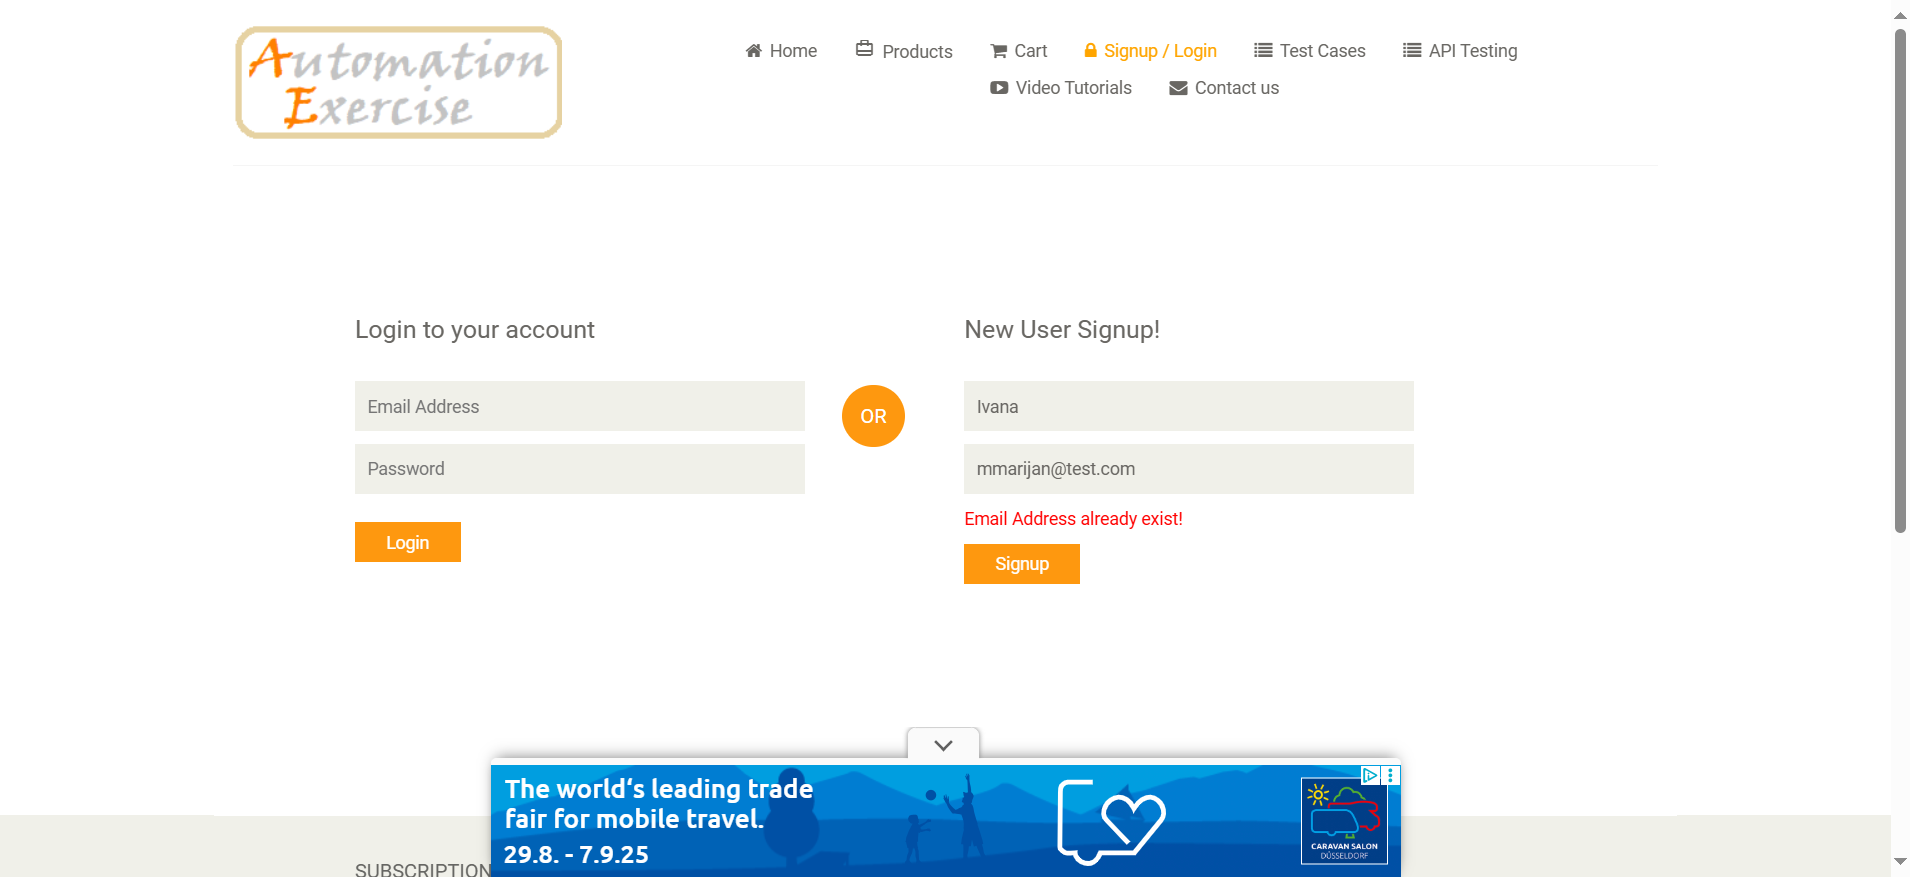 Automation
Exercise
Home
Products
Cart
Signup / Login
Test Cases
API Testing
Video Tutorials
Contact us
Login to your account
Email Address
Password
Login
OR
New User Signup!
Ivana
mmarijan@test.com
Email Address already exist!
Signup
The world‘s leading trade
fair for mobile travel.
29.8. - 7.9.25
CARAVAN SALON
DÜSSELDORF
SUBSCRIPTION